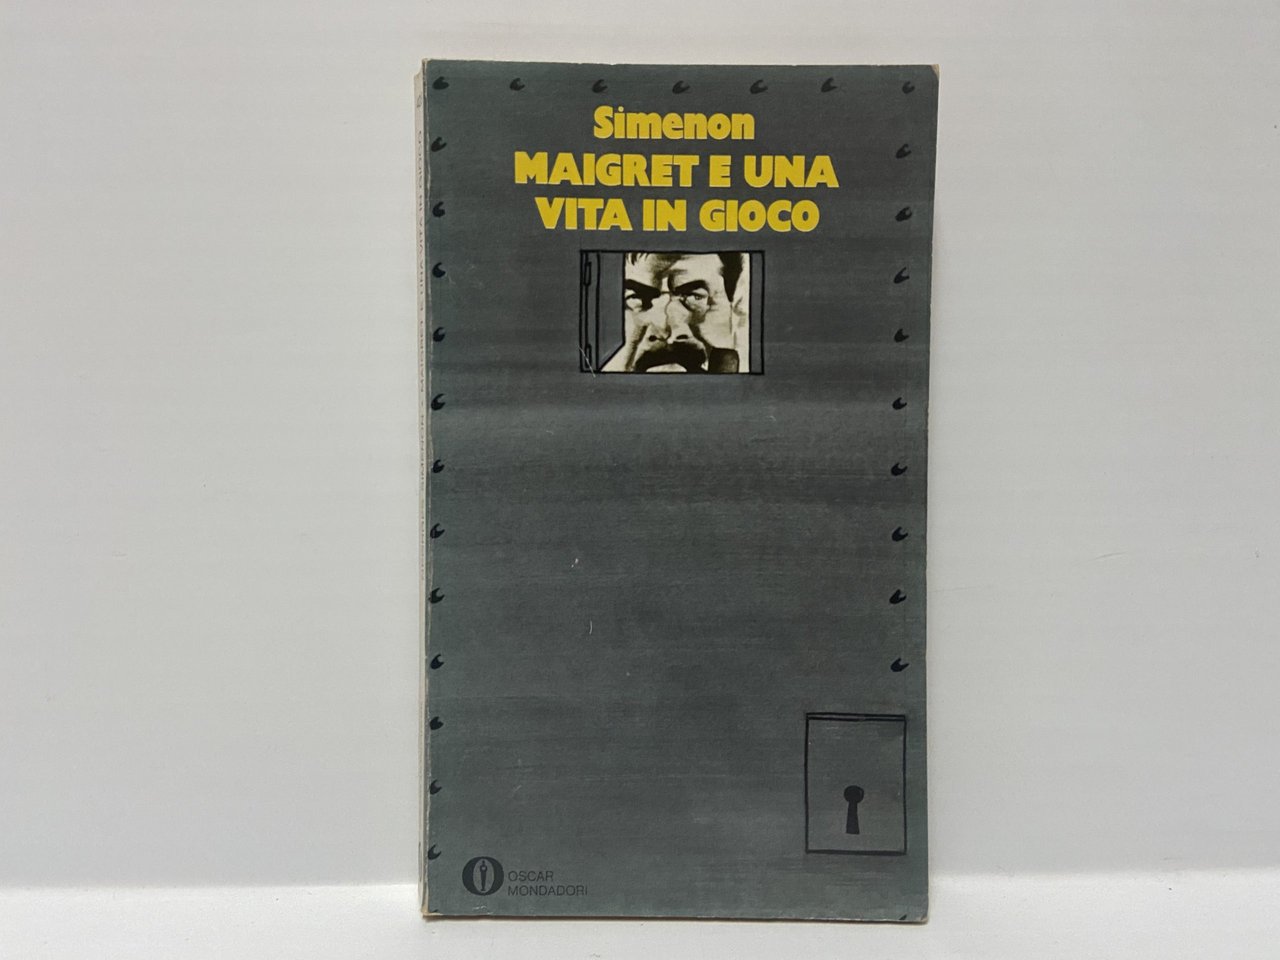 Simenon
MAIGRET E UNA
VITA IN GIOCO
OSCAR
MONDADORI